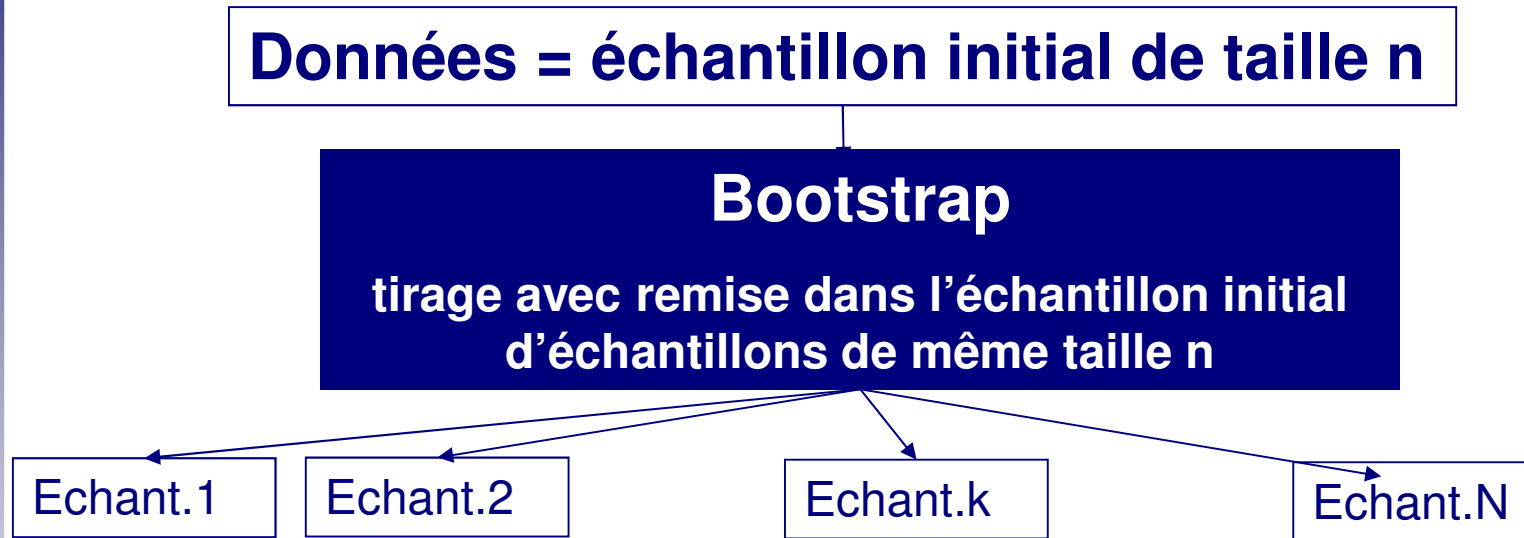 Données = échantillon initial de taille n
Bootstrap
tirage avec remise dans l’échantillon initial
d’échantillons de même taille n
Echant.1
Echant.2
Echant.k
Echant.N